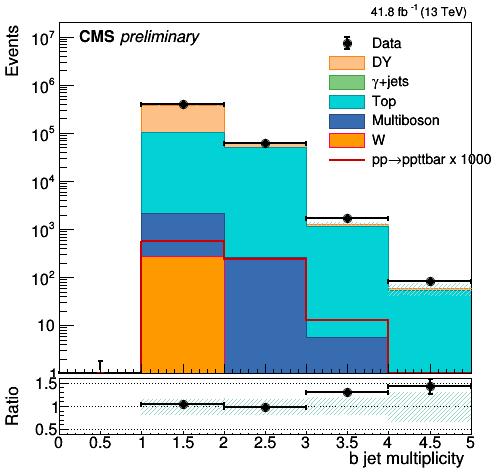 41.8 fb⁻¹ (13 TeV)
CMS preliminary
Events
10⁷
10⁶
10⁵
10⁴
10³
10²
10
1
Data
DY
γ+jets
Top
Multiboson
W
pp→ppttbar x 1000
Ratio
1.5
1
0.5
0 0.5 1 1.5 2 2.5 3 3.5 4 4.5 5
b jet multiplicity